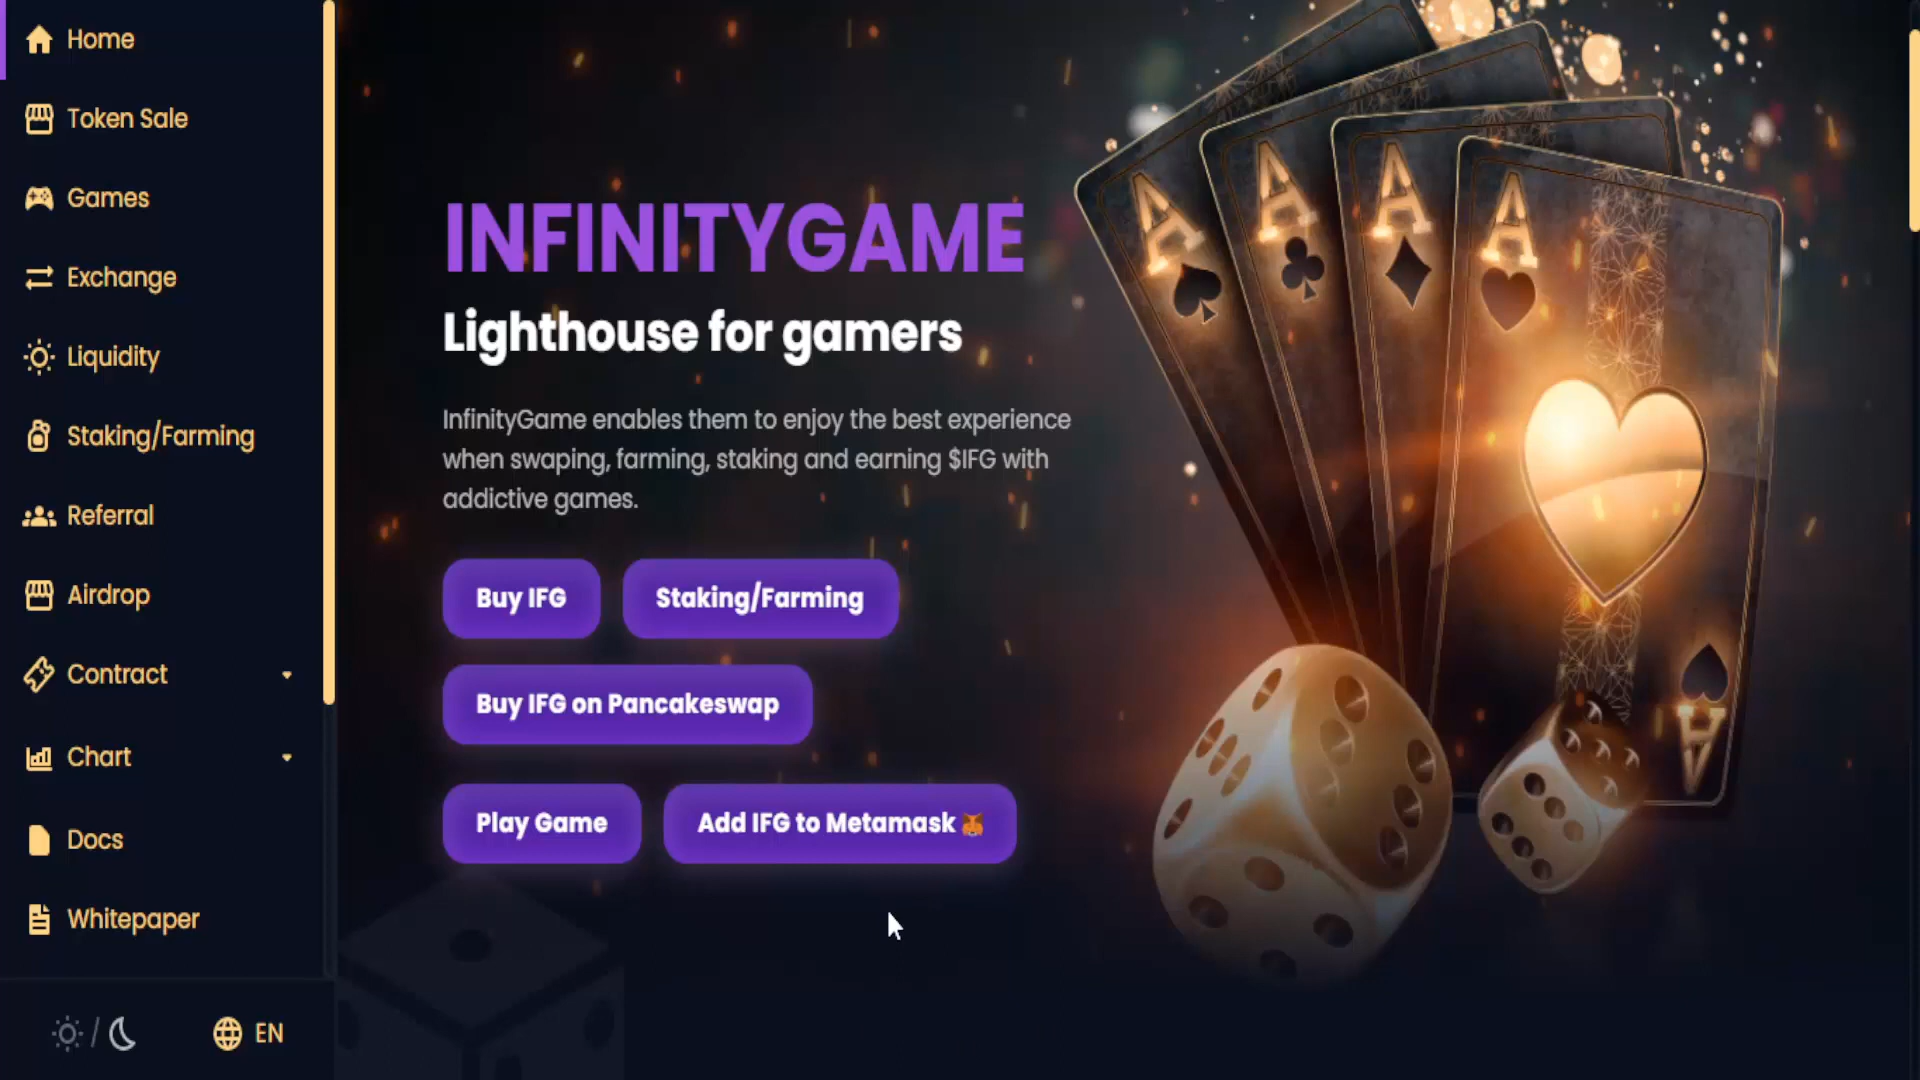 Home
Token Sale
Games
Exchange
Liquidity
Staking/Farming
Referral
Airdrop
Contract
Chart
Docs
Whitepaper
EN
INFINITYGAME
Lighthouse for gamers
InfinityGame enables them to enjoy the best experience
when swaping, farming, staking and earning $IFG with
addictive games.
Buy IFG
Staking/Farming
Buy IFG on Pancakeswap
Play Game
Add IFG to Metamask
A
A
A
A
A